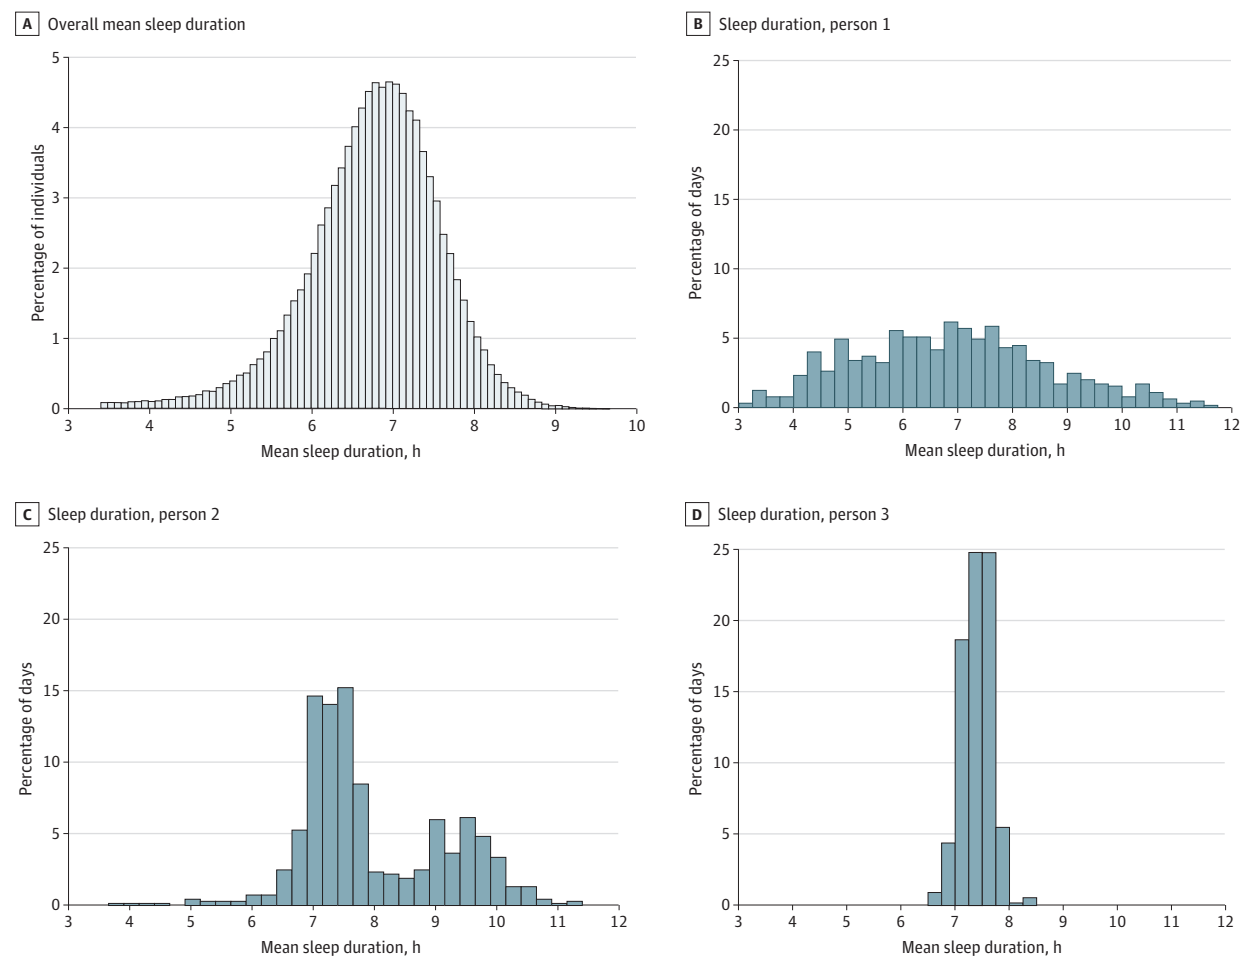 A Overall mean sleep duration
5
4
3
2
1
0
Percentage of individuals
3 4 5 6 7 8 9 10
Mean sleep duration, h
B Sleep duration, person 1
25
20
15
10
5
0
Percentage of days
3 4 5 6 7 8 9 10 11 12
Mean sleep duration, h
C Sleep duration, person 2
25
20
15
10
5
0
Percentage of days
3 4 5 6 7 8 9 10 11 12
Mean sleep duration, h
D Sleep duration, person 3
25
20
15
10
5
0
Percentage of days
3 4 5 6 7 8 9 10 11 12
Mean sleep duration, h